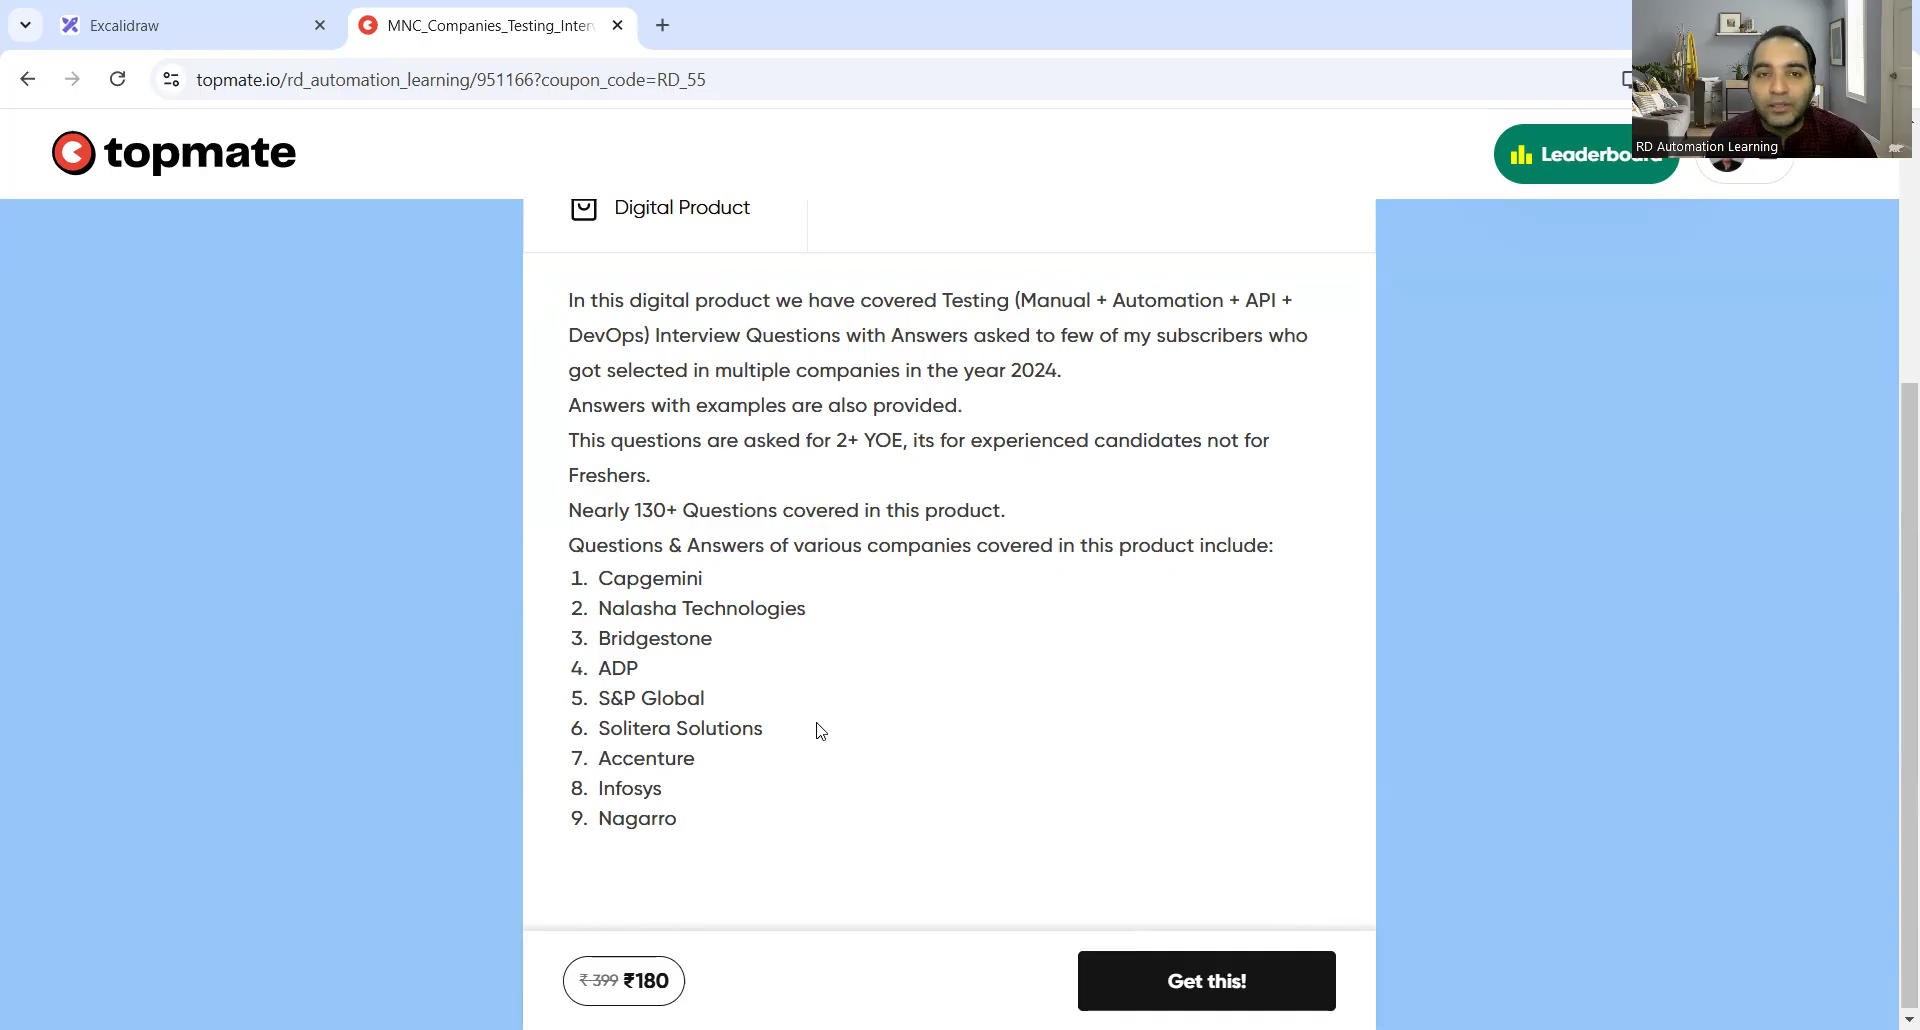 Excalidraw
MNC_Companies_Testing_Inter
topmate.io/rd_automation_learning/951166?coupon_code=RD_55
RD Automation Learning
topmate
Leaderboard
Digital Product
In this digital product we have covered Testing (Manual + Automation + API +
DevOps) Interview Questions with Answers asked to few of my subscribers who
got selected in multiple companies in the year 2024.
Answers with examples are also provided.
This questions are asked for 2+ YOE, its for experienced candidates not for
Freshers.
Nearly 130+ Questions covered in this product.
Questions & Answers of various companies covered in this product include:
1. Capgemini
2. Nalasha Technologies
3. Bridgestone
4. ADP
5. S&P Global
6. Solitera Solutions
7. Accenture
8. Infosys
9. Nagarro
₹399 ₹180
Get this!